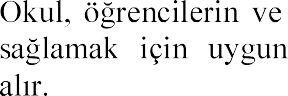 Okul, öğrencilerin ve
sağlamak için uygun
alır.